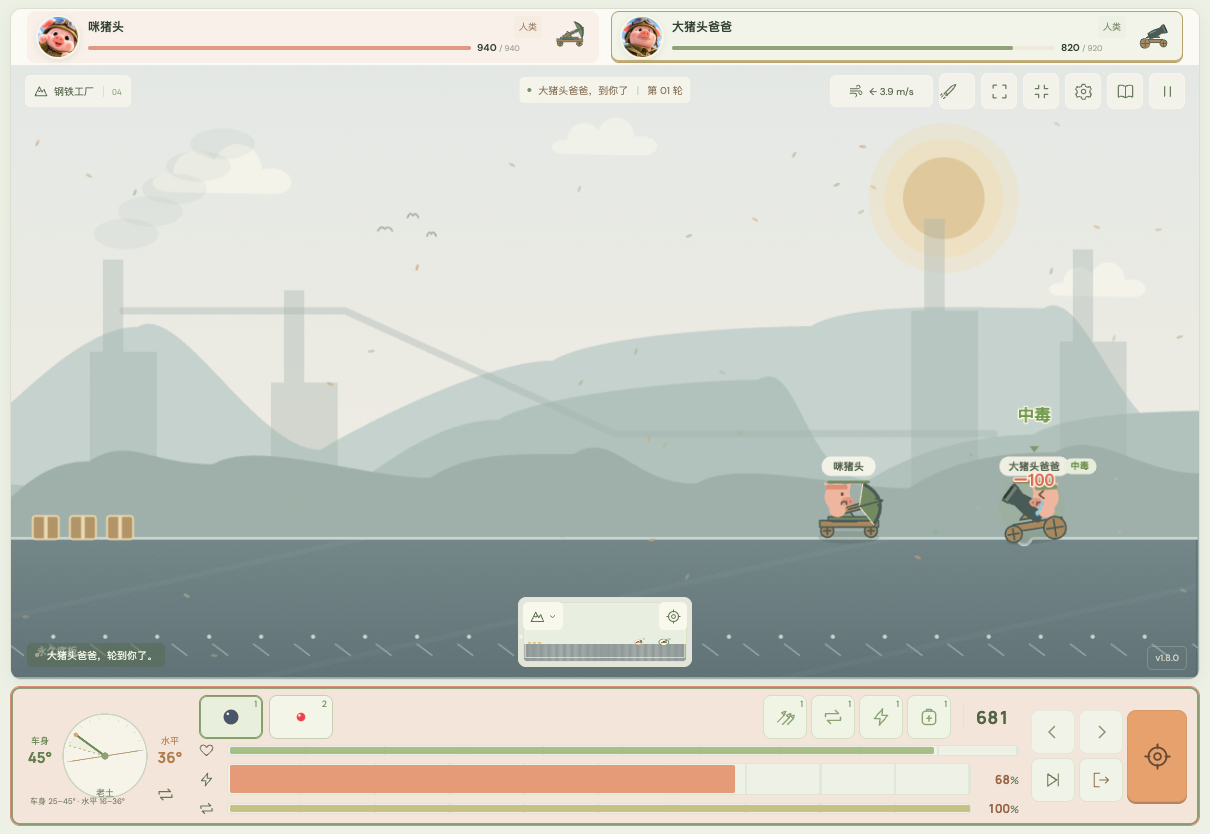 咪猪头
人类
940 / 940
大猪头爸爸
人类
820 / 920
钢铁工厂 04
大猪头爸爸，到你了 | 第 01 轮
← 3.9 m/s
中毒
咪猪头
大猪头爸爸 中毒
-100
大猪头爸爸，轮到你了。
v1.8.0
1
2
1
1
1
1
681
车身
45°
水平
36°
老土
车身 25-45° · 水平 16-36°
68%
100%